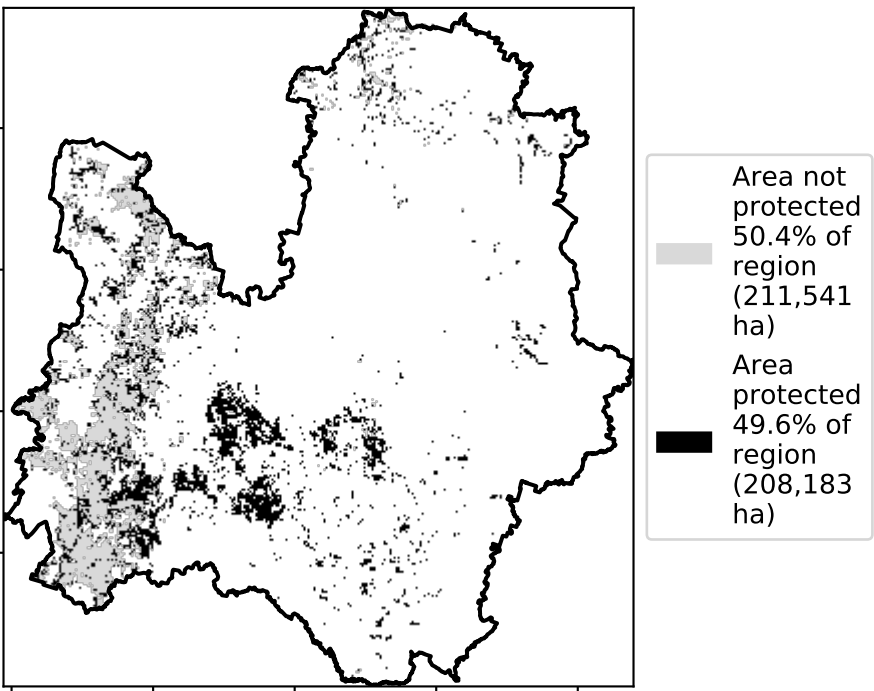 Area not
protected
50.4% of
region
(211,541
ha)
Area
protected
49.6% of
region
(208,183
ha)